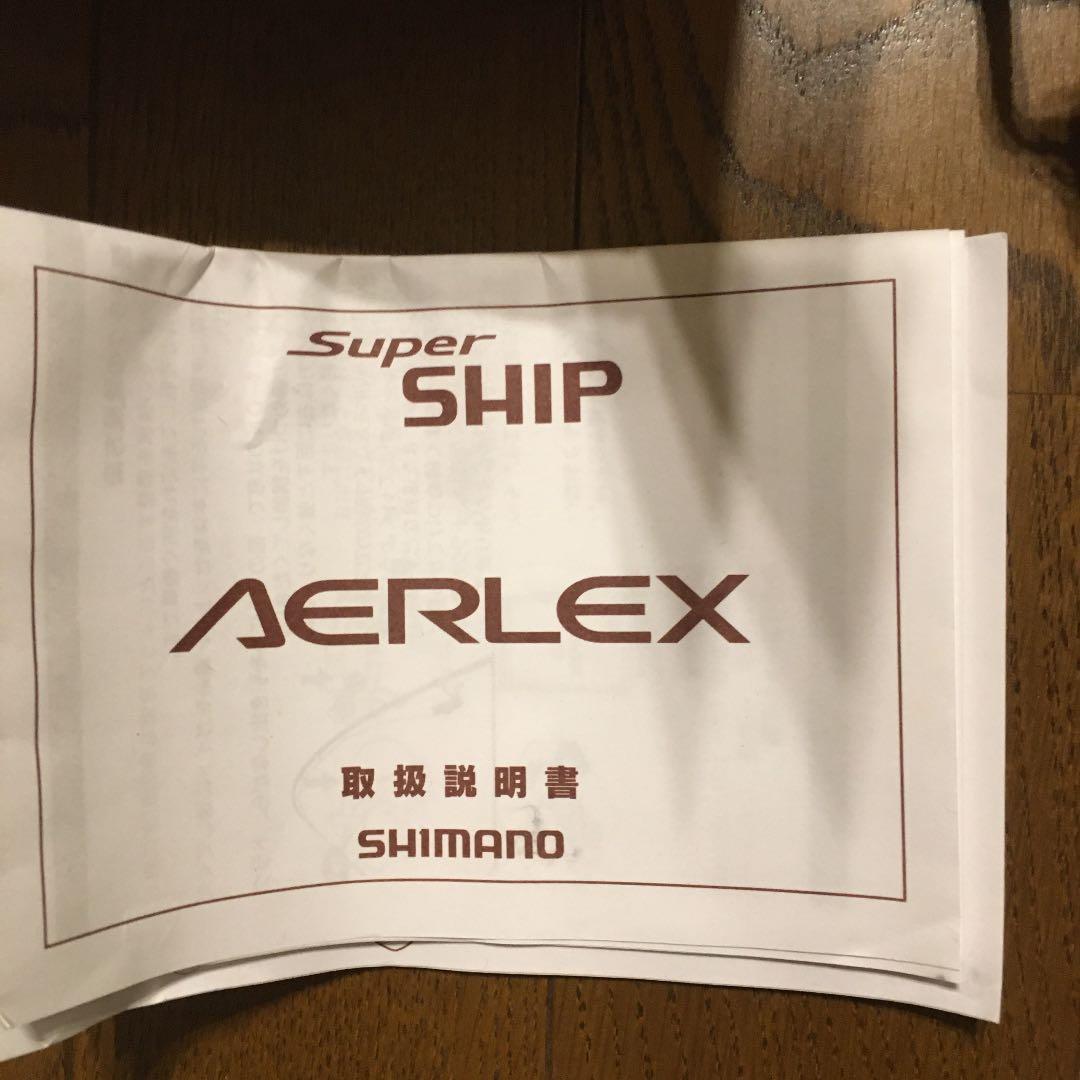 Super
SHIP
AERLEX
取扱説明書
SHIMANO